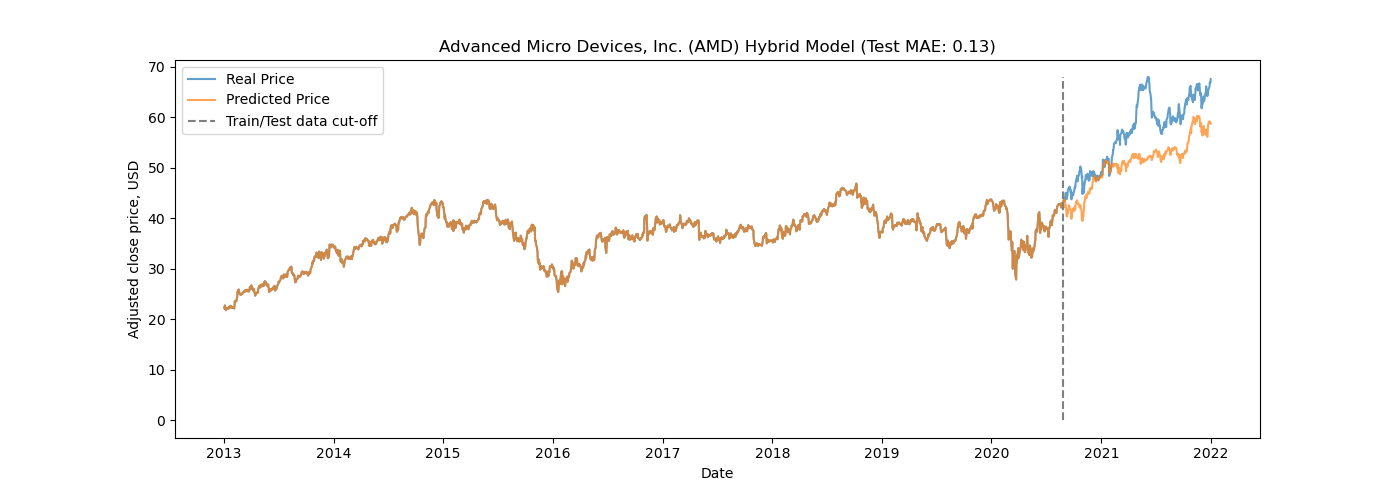 Advanced Micro Devices, Inc. (AMD) Hybrid Model (Test MAE: 0.13)
Real Price
Predicted Price
Train/Test data cut-off
Adjusted close price, USD
70
60
50
40
30
20
10
0
2013 2014 2015 2016 2017 2018 2019 2020 2021 2022
Date